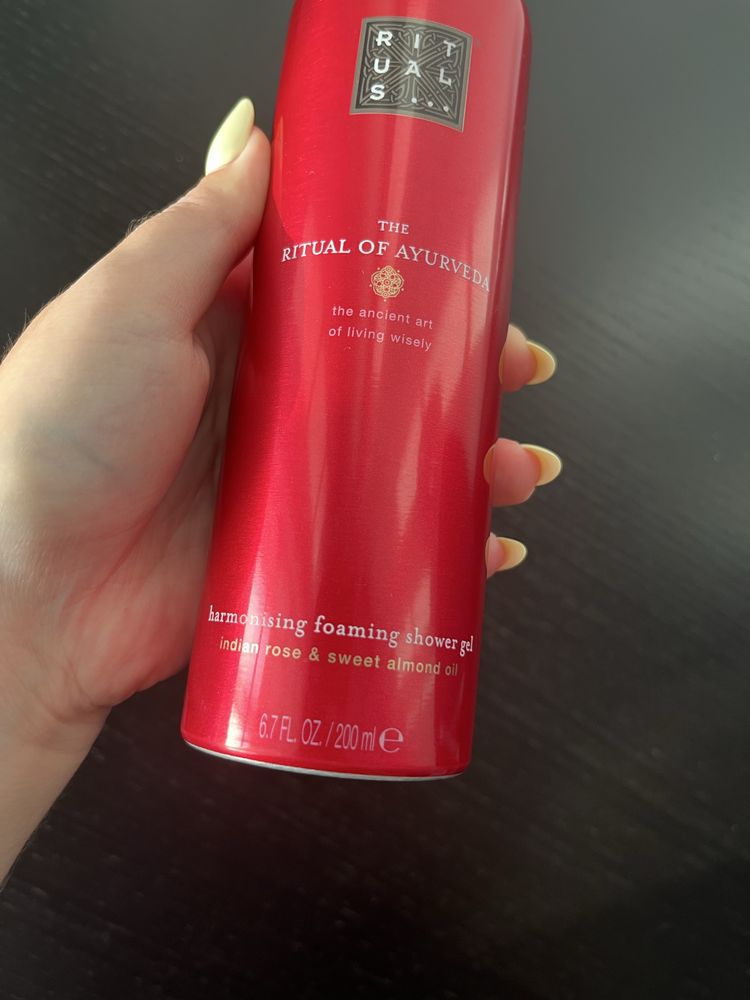 RIT
UAL
S...
THE
RITUAL OF AYURVEDA
the ancient art
of living wisely
harmonising foaming shower gel
indian rose & sweet almond oil
6.7 FL. OZ. / 200 ml ℮